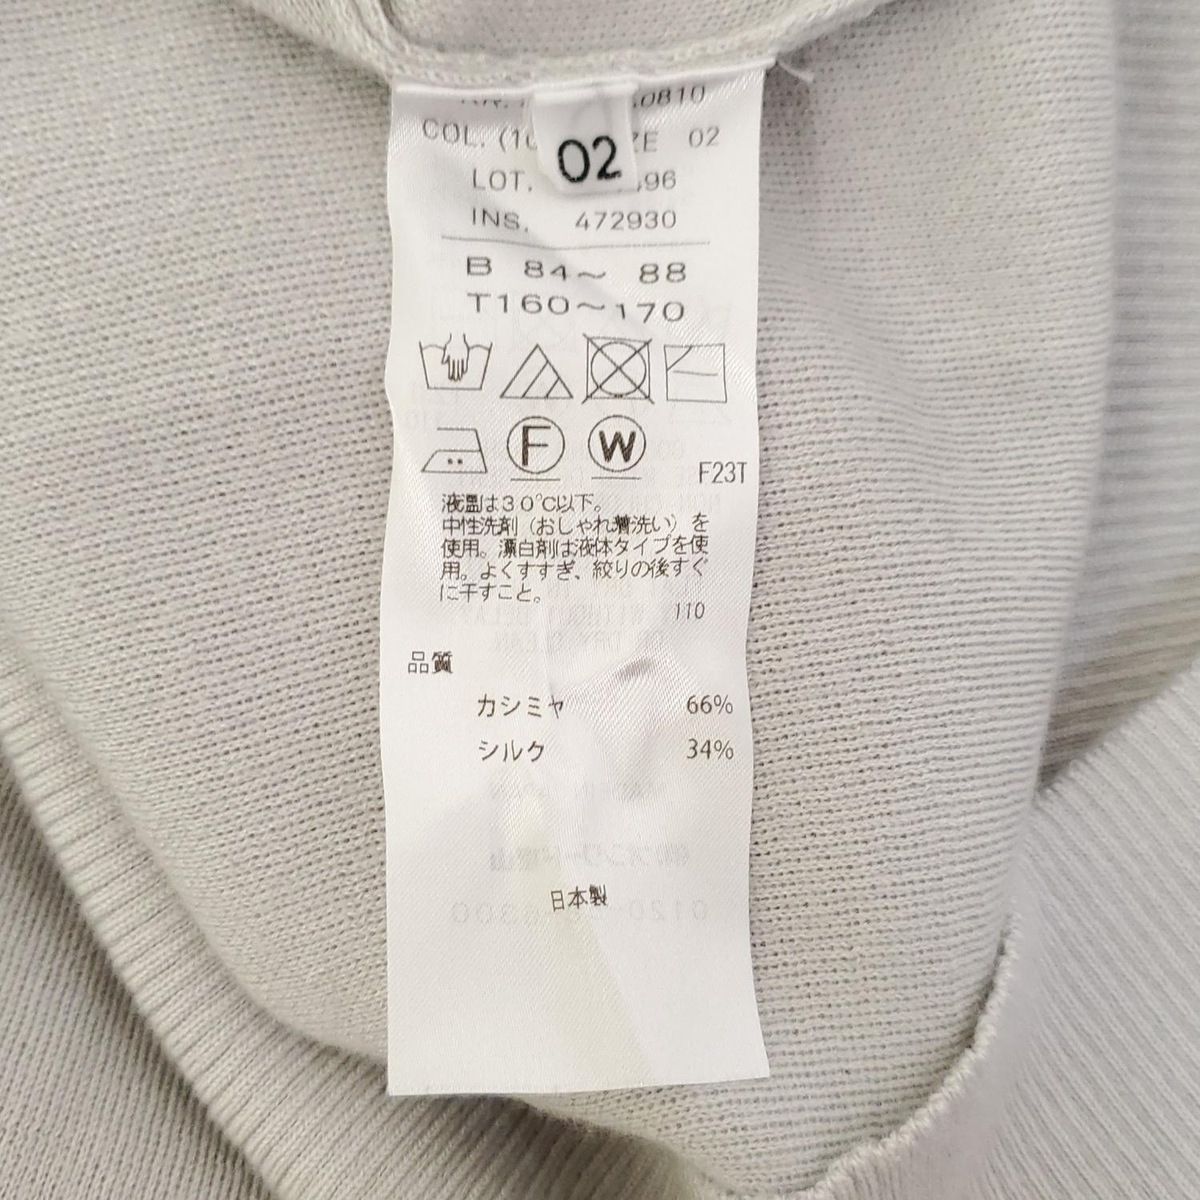 0810
COL. (10 ZE 02
02
LOT. 96
INS. 472930
B 84～ 88
T160～170
F W
F23T
液温は30℃以下。
中性洗剤（おしゃれ着洗い）を
使用。漂白剤は液体タイプを使
用。よくすすぎ、絞りの後すぐ
に干すこと。
110
品質
カシミヤ 66%
シルク 34%
日本製